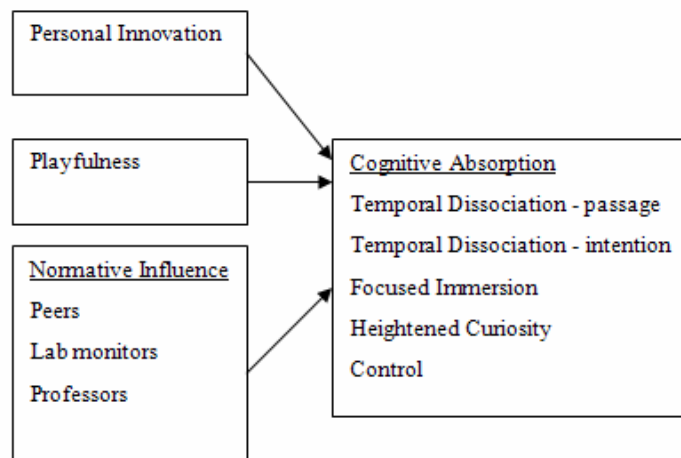 Personal Innovation
Playfulness
Normative Influence
Peers
Lab monitors
Professors
Cognitive Absorption
Temporal Dissociation - passage
Temporal Dissociation - intention
Focused Immersion
Heightened Curiosity
Control